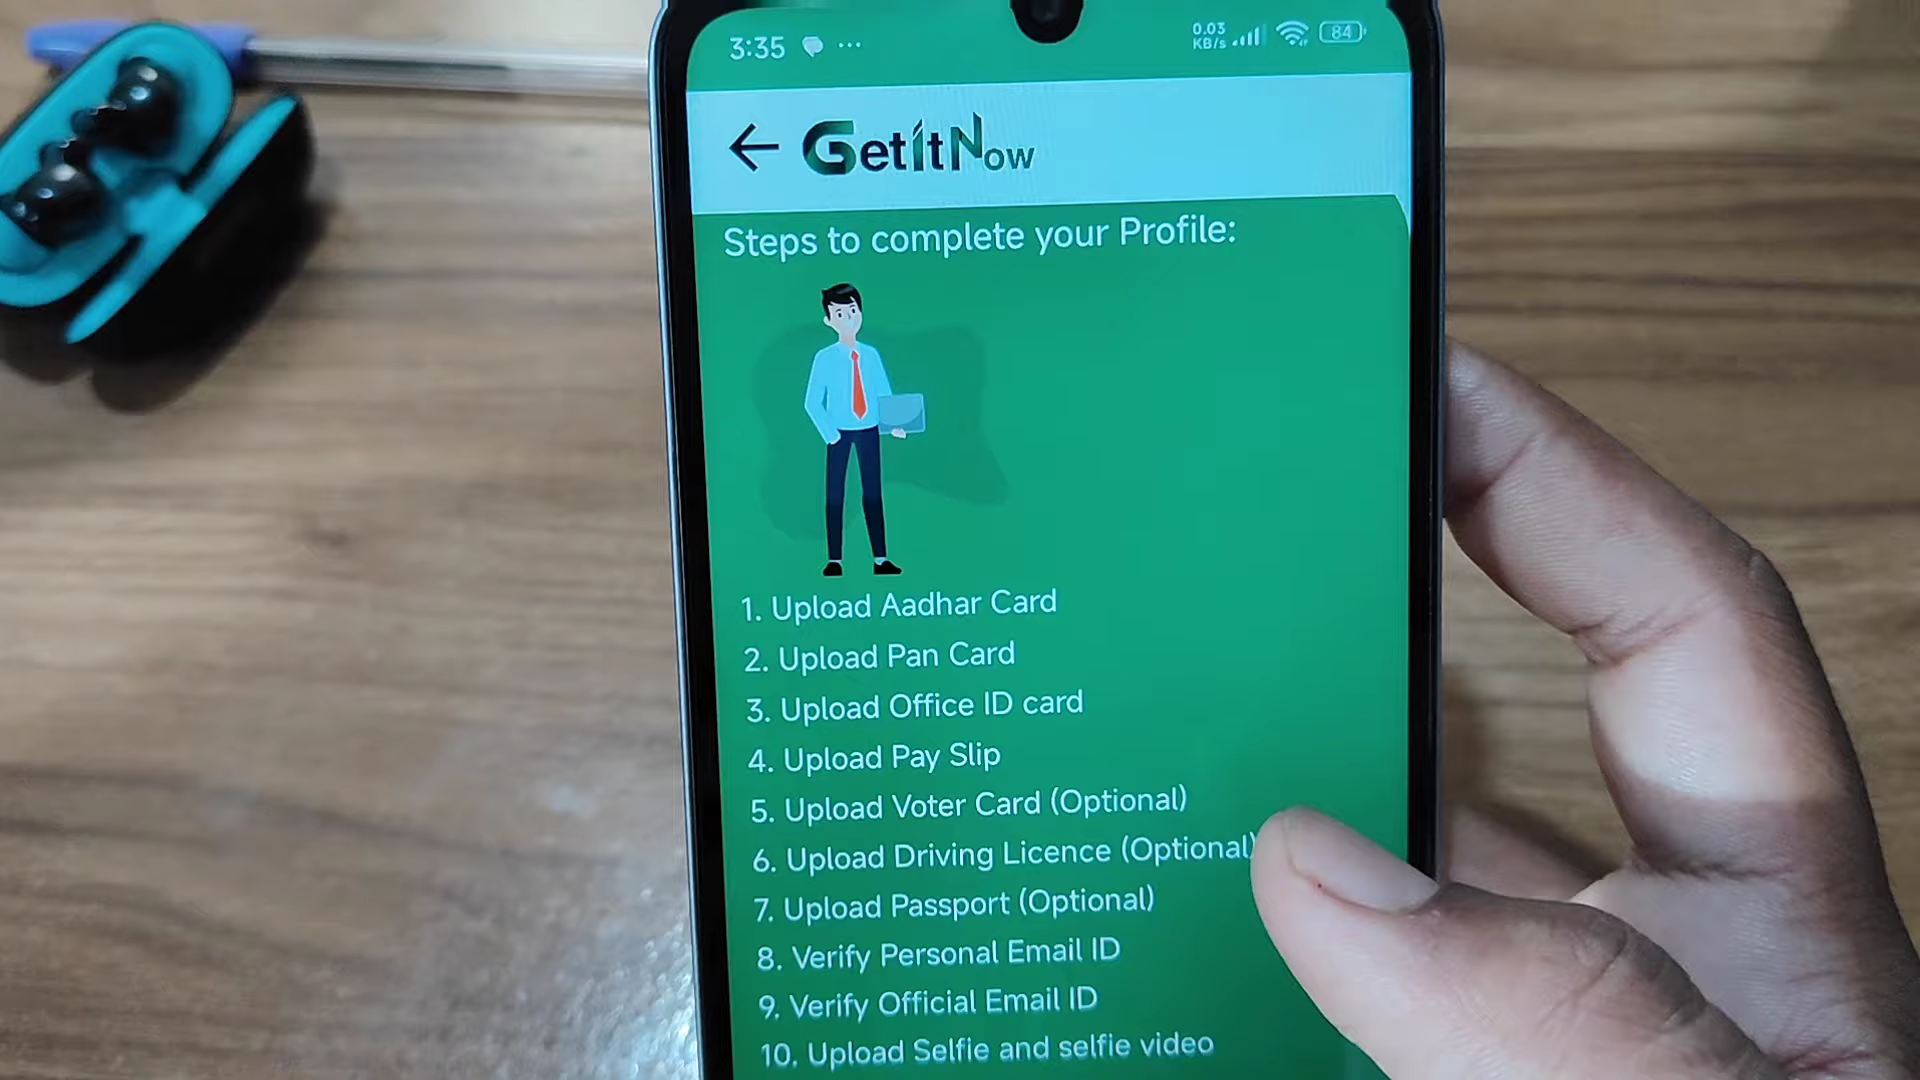 3:35 ... 0.03 KB/s 84
GetItNow
Steps to complete your Profile:
1. Upload Aadhar Card
2. Upload Pan Card
3. Upload Office ID card
4. Upload Pay Slip
5. Upload Voter Card (Optional)
6. Upload Driving Licence (Optional)
7. Upload Passport (Optional)
8. Verify Personal Email ID
9. Verify Official Email ID
10. Upload Selfie and selfie video